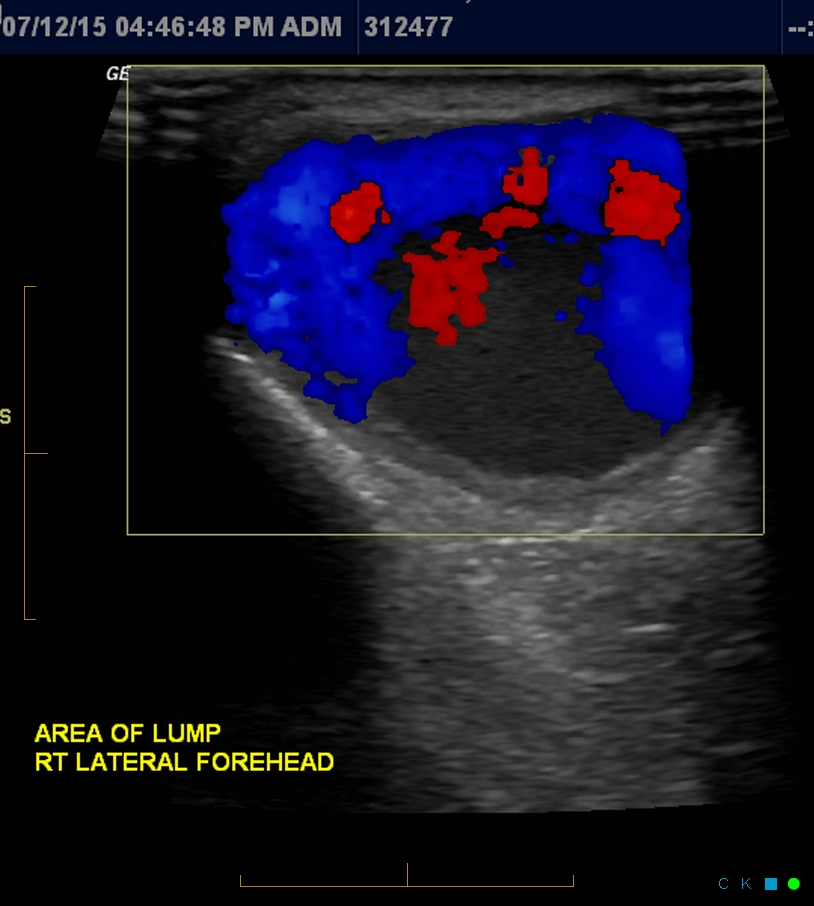 07/12/15 04:46:48 PM ADM 312477 --:
GE
S
AREA OF LUMP
RT LATERAL FOREHEAD
C K